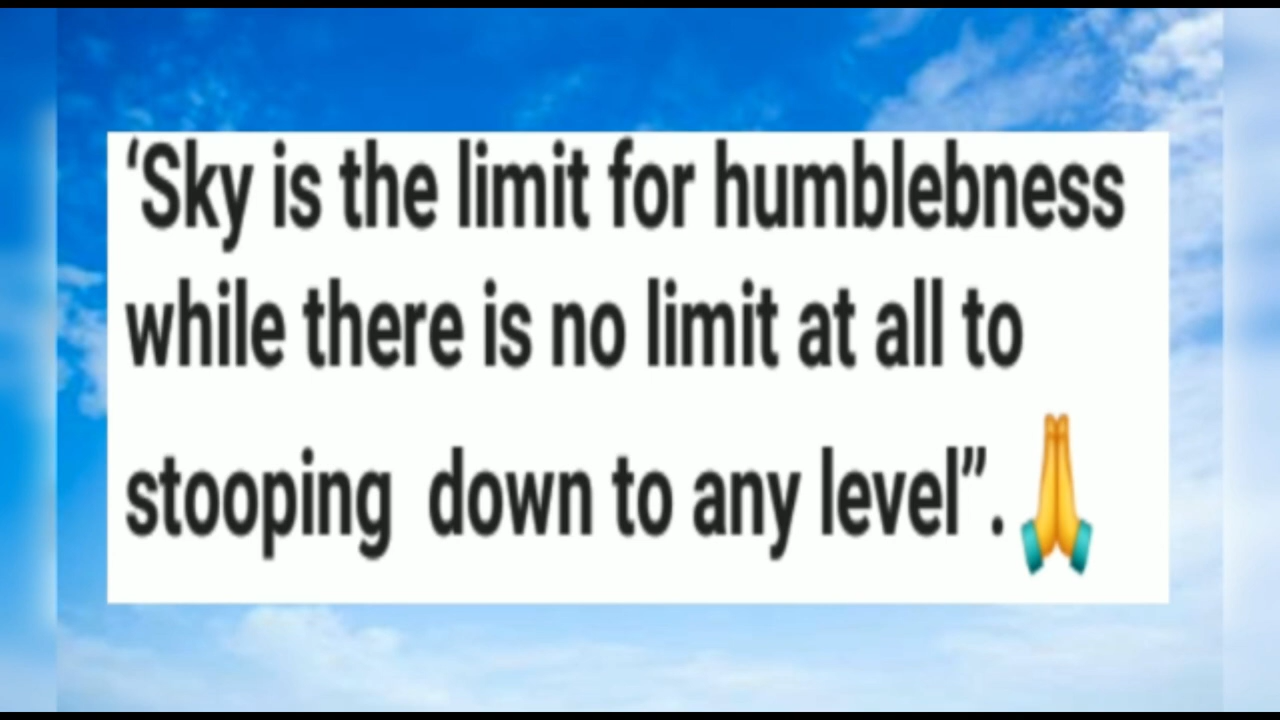 ‘Sky is the limit for humblebness
while there is no limit at all to
stooping  down to any level”.🙏